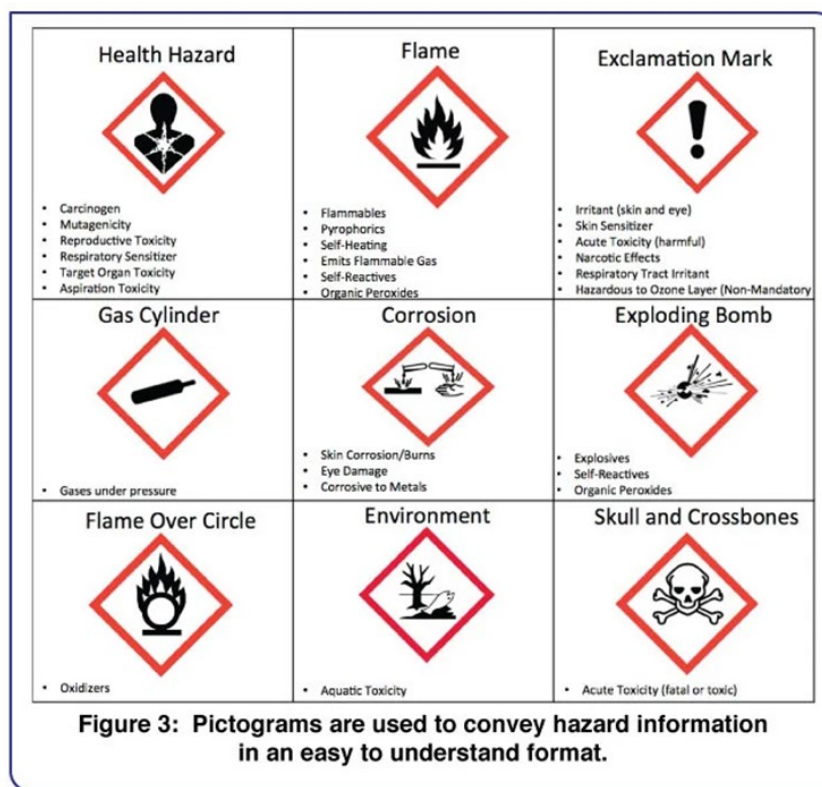 Health Hazard
Carcinogen
Mutagenicity
Reproductive Toxicity
Respiratory Sensitizer
Target Organ Toxicity
Aspiration Toxicity
Flame
Flammables
Pyrophorics
Self-Heating
Emits Flammable Gas
Self-Reactives
Organic Peroxides
Exclamation Mark
Irritant (skin and eye)
Skin Sensitizer
Acute Toxicity (harmful)
Narcotic Effects
Respiratory Tract Irritant
Hazardous to Ozone Layer (Non-Mandatory
Gas Cylinder
Gases under pressure
Corrosion
Skin Corrosion/Burns
Eye Damage
Corrosive to Metals
Exploding Bomb
Explosives
Self-Reactives
Organic Peroxides
Flame Over Circle
Oxidizers
Environment
Aquatic Toxicity
Skull and Crossbones
Acute Toxicity (fatal or toxic)
Figure 3: Pictograms are used to convey hazard information
in an easy to understand format.